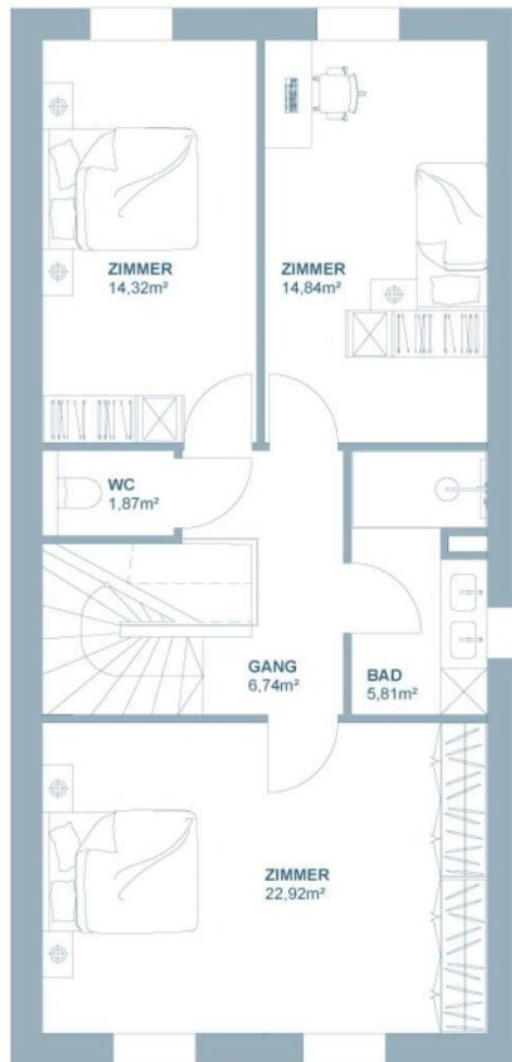 ZIMMER
14,32m²
ZIMMER
14,84m²
WC
1,87m²
GANG
6,74m²
BAD
5,81m²
ZIMMER
22,92m²